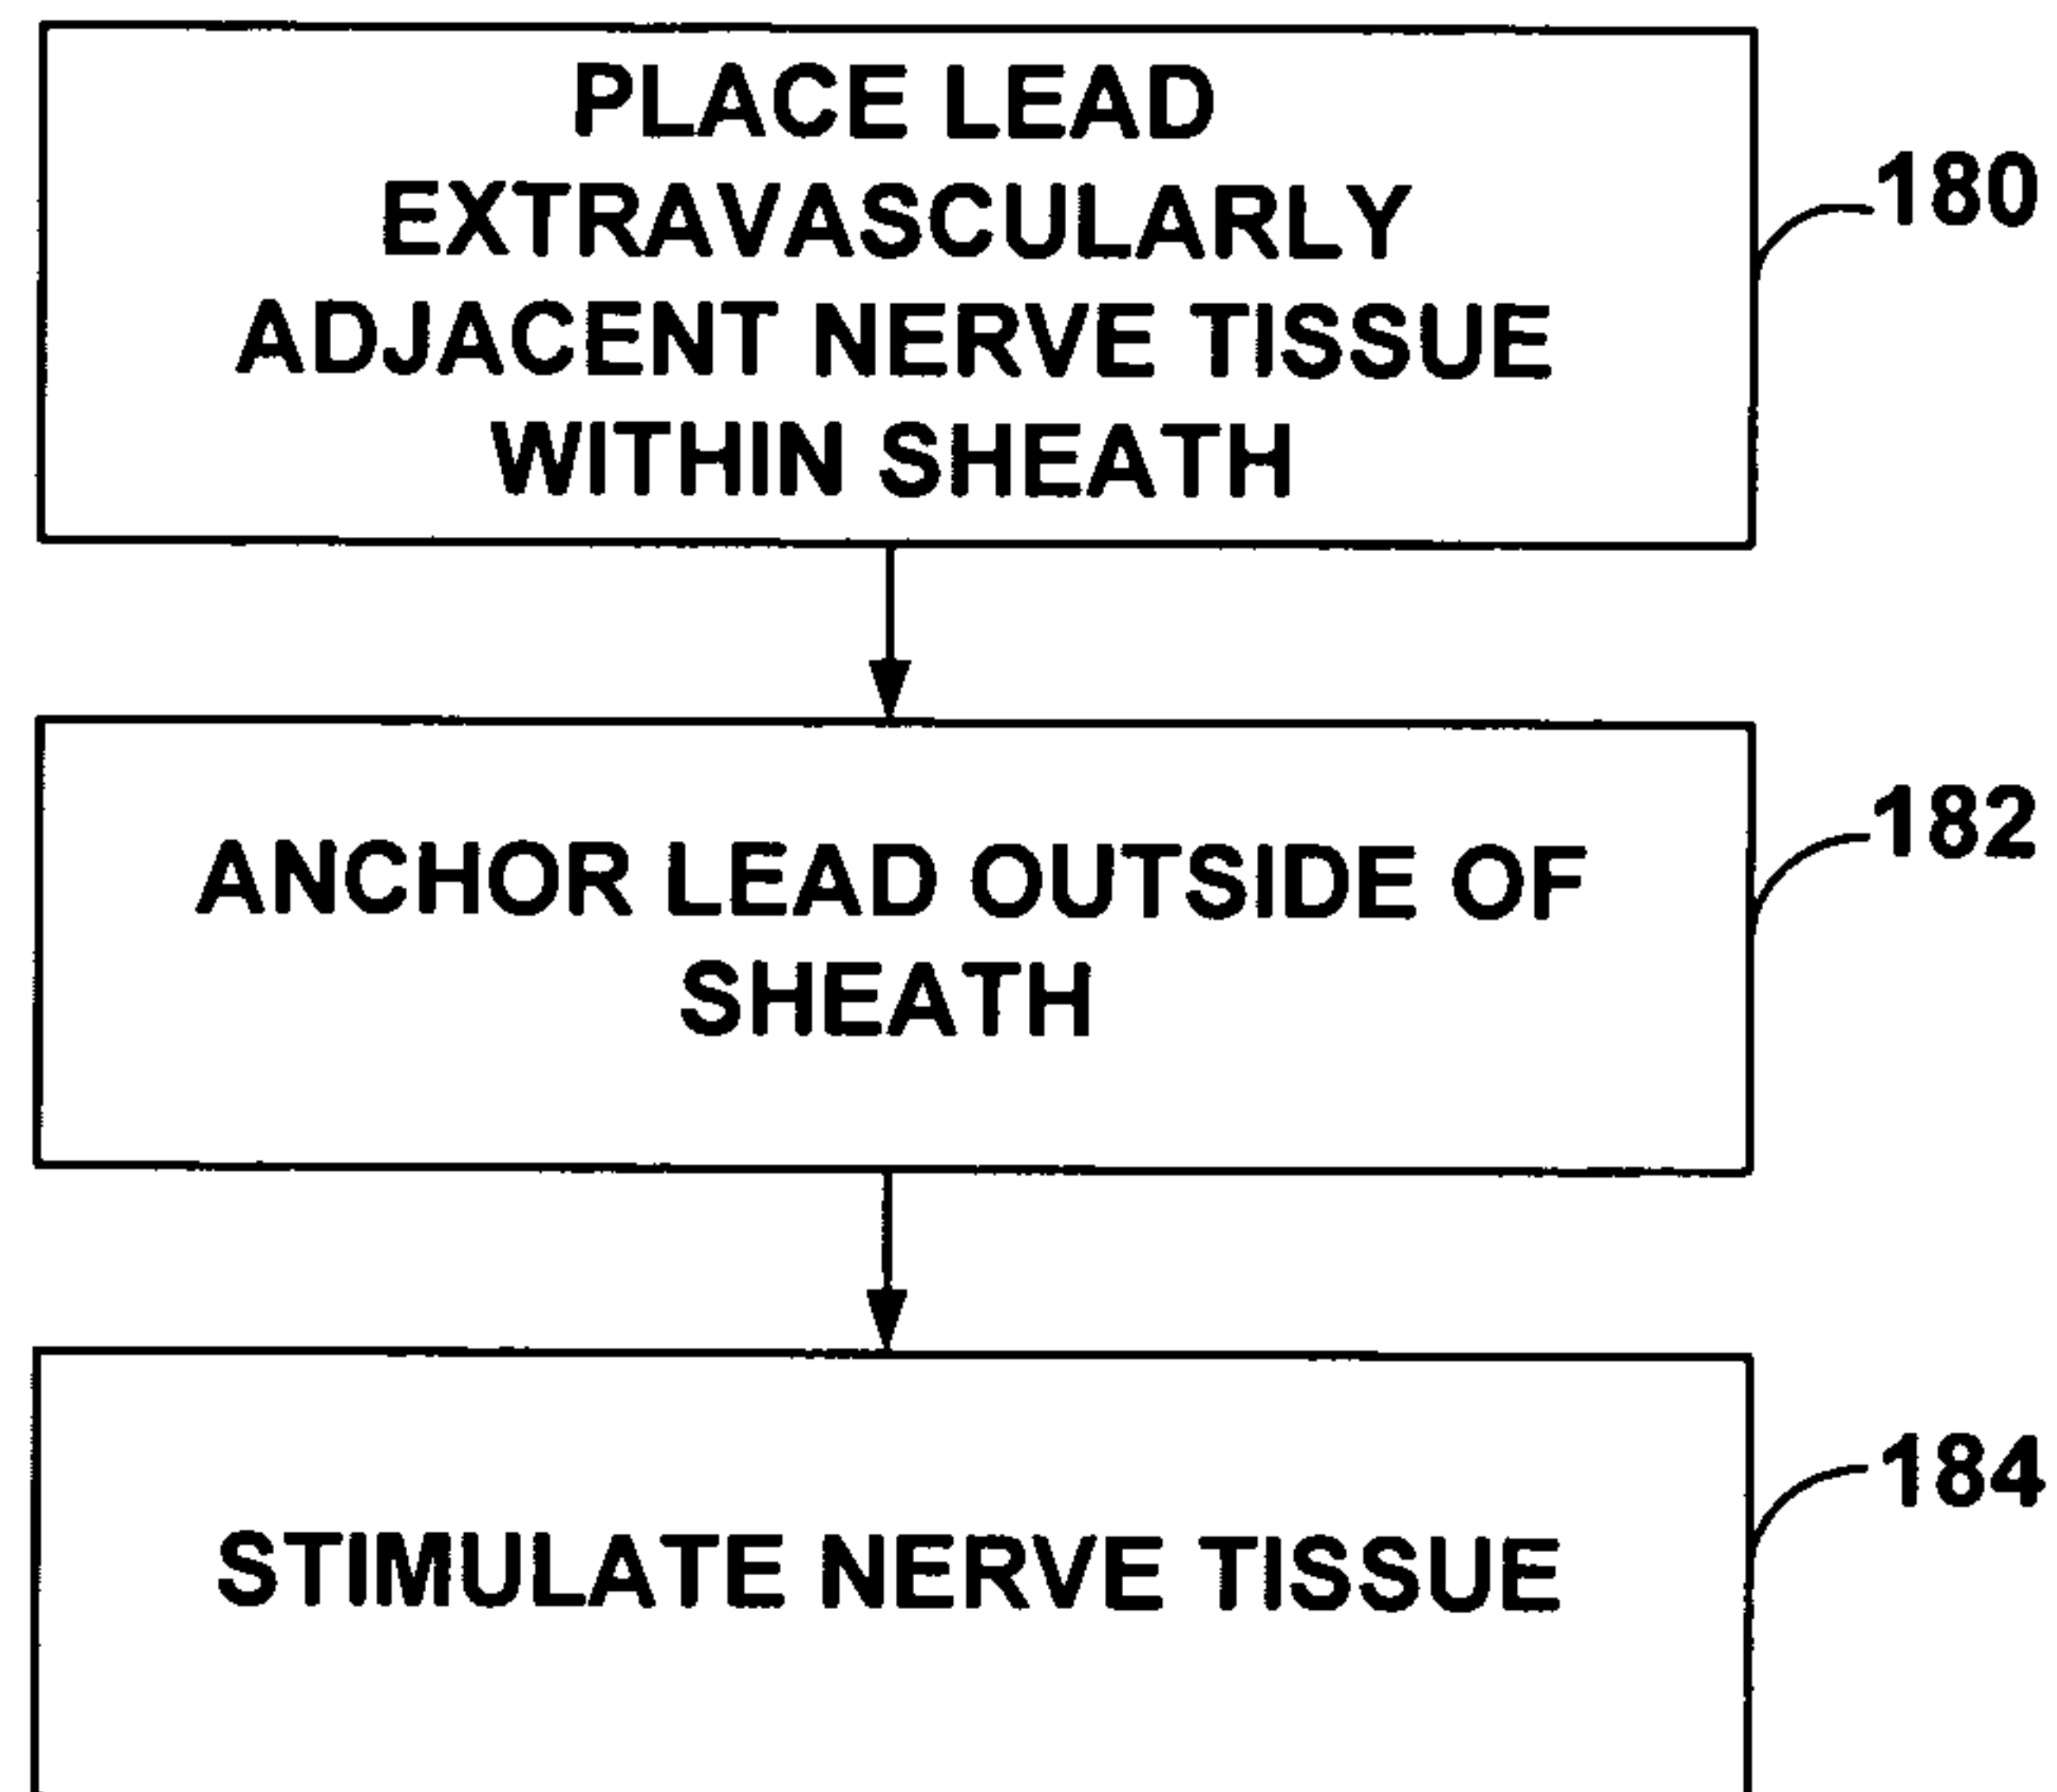 PLACE LEAD
EXTRAVASCULARLY
ADJACENT NERVE TISSUE
WITHIN SHEATH
180
ANCHOR LEAD OUTSIDE OF
SHEATH
182
STIMULATE NERVE TISSUE
184